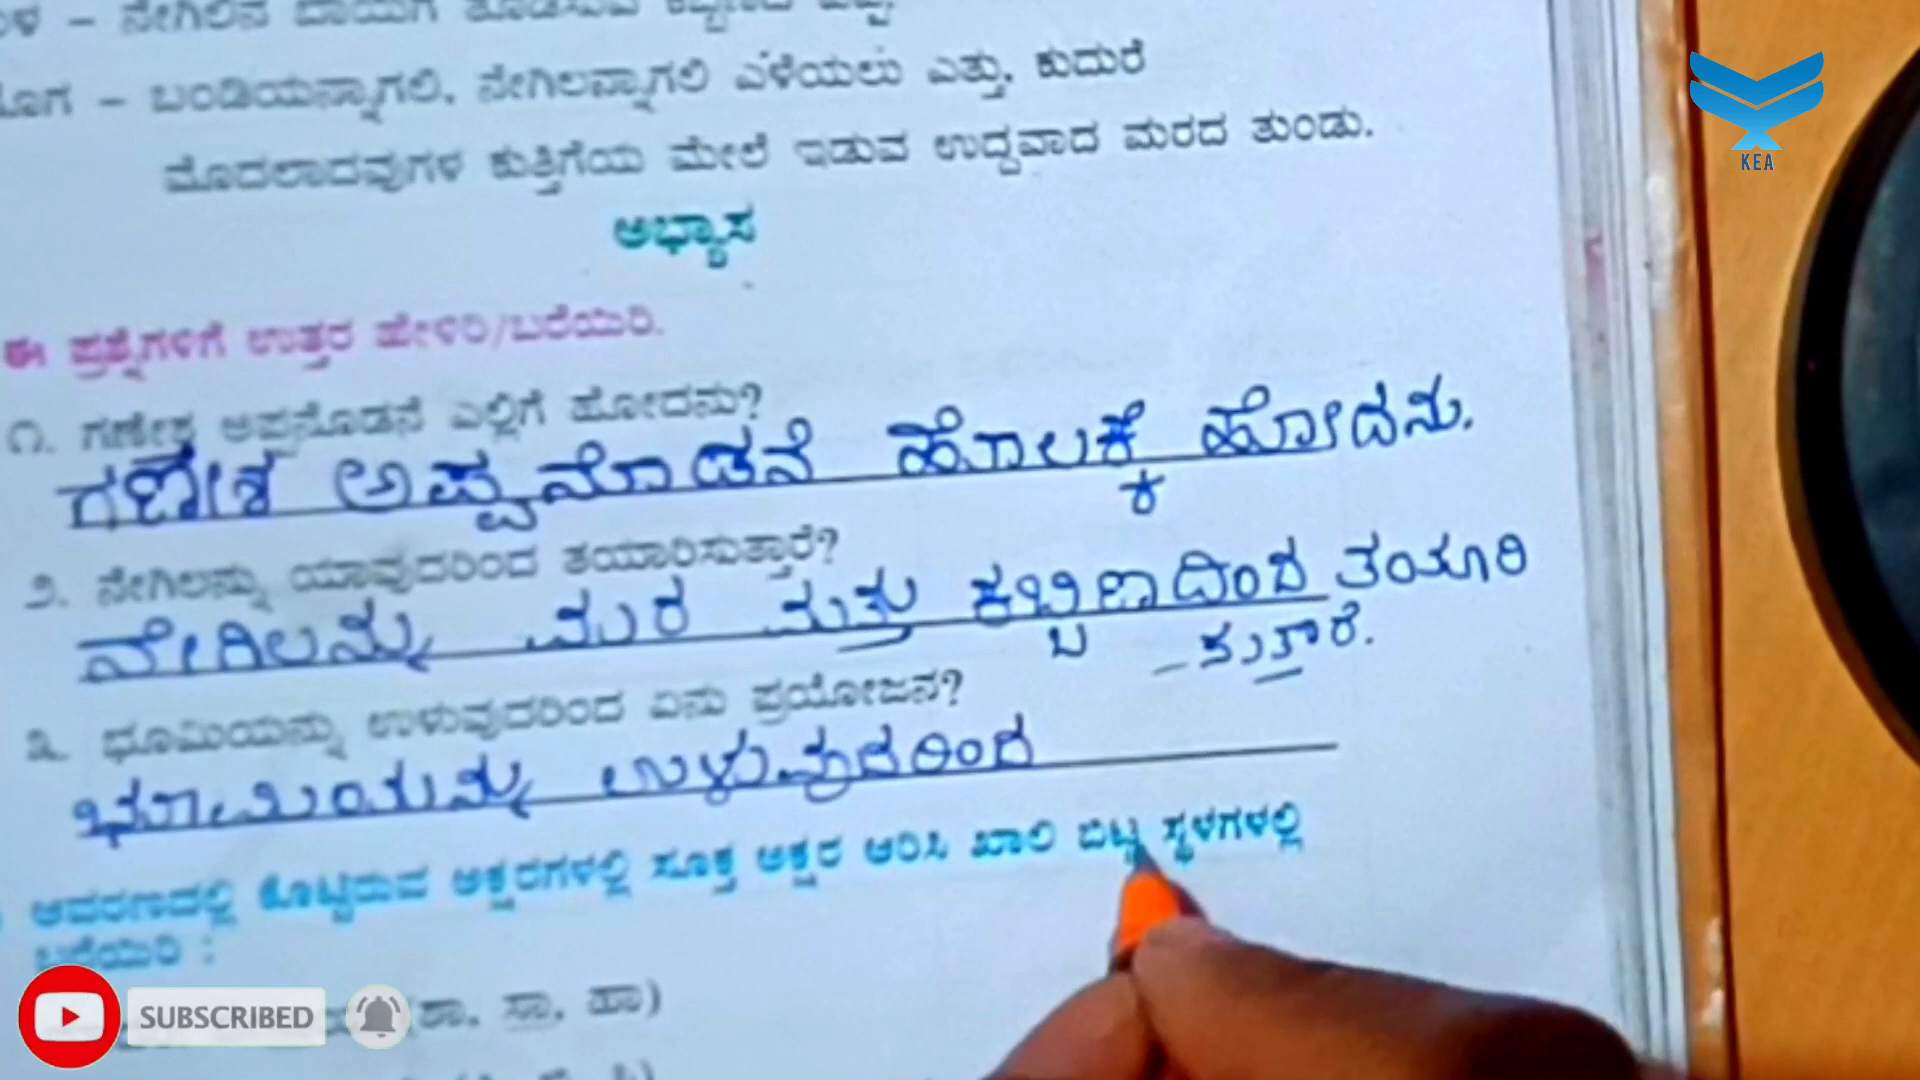 – ನೇಗಿಲಿನ
– ಬಂಡಿಯನ್ನಾಗಲಿ, ನೇಗಿಲನ್ನಾಗಲಿ ಎಳೆಯಲು ಎತ್ತು, ಕುದುರೆ
ಮೊದಲಾದವುಗಳ ಕುತ್ತಿಗೆಯ ಮೇಲೆ ಇಡುವ ಉದ್ದವಾದ ಮರದ ತುಂಡು.
ಅಭ್ಯಾಸ
ಈ ಪ್ರಶ್ನೆಗಳಿಗೆ ಉತ್ತರ ಹೇಳಿರಿ/ಬರೆಯಿರಿ.
೧. ಗಣೇಶ ಅಪ್ಪನೊಡನೆ ಎಲ್ಲಿಗೆ ಹೋದನು?
ಗಣೇಶ ಅಪ್ಪನೊಡನೆ ಹೊಲಕ್ಕೆ ಹೋದನು.
೨. ನೇಗಿಲನ್ನು ಯಾವುದರಿಂದ ತಯಾರಿಸುತ್ತಾರೆ?
ನೇಗಿಲನ್ನು ಮರ ಮತ್ತು ಕಬ್ಬಿಣದಿಂದ ತಯಾರಿ
–ಸುತ್ತಾರೆ.
೩. ಭೂಮಿಯನ್ನು ಉಳುವುದರಿಂದ ಏನು ಪ್ರಯೋಜನ?
ಭೂಮಿಯನ್ನು ಉಳುವುದರಿಂದ
ಆವರಣದಲ್ಲಿ ಕೊಟ್ಟಿರುವ ಅಕ್ಷರಗಳಲ್ಲಿ ಸೂಕ್ತ ಅಕ್ಷರ ಆರಿಸಿ ಖಾಲಿ ಬಿಟ್ಟ ಸ್ಥಳಗಳಲ್ಲಿ
ಬರೆಯಿರಿ :
(ಶಾ, ಸಾ, ಹಾ)
SUBSCRIBED
KEA